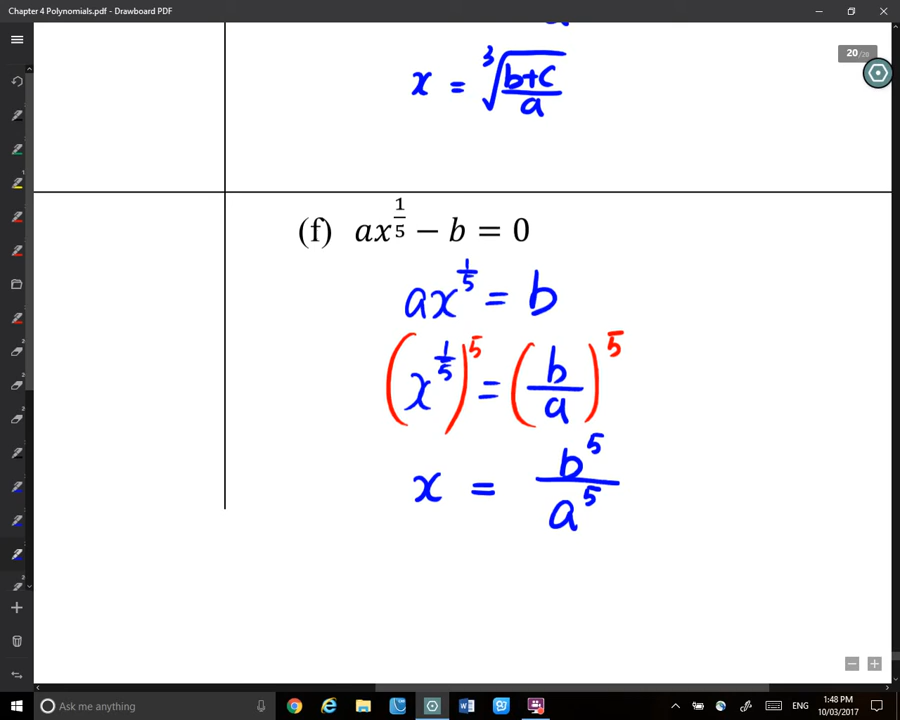 Chapter 4 Polynomials.pdf - Drawboard PDF
20/28
x = ∛((b+c)/a)
(f) ax^(1/5) − b = 0
ax^(1/5) = b
(x^(1/5))^5 = (b/a)^5
x = b^5/a^5
Ask me anything
ENG
1:48 PM
10/03/2017